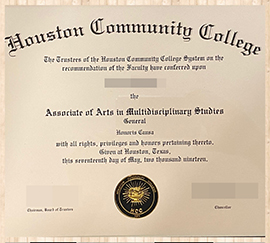 Houston Community College
The Trustees of the Houston Community College System on the
recommendation of the Faculty have conferred upon
the
Associate of Arts in Multidisciplinary Studies
General
Honoris Causa
with all rights, privileges and honors pertaining thereto.
Given at Houston, Texas,
this seventeenth day of May, two thousand nineteen.
Chairman, Board of Trustees
Chancellor
H.C.C.